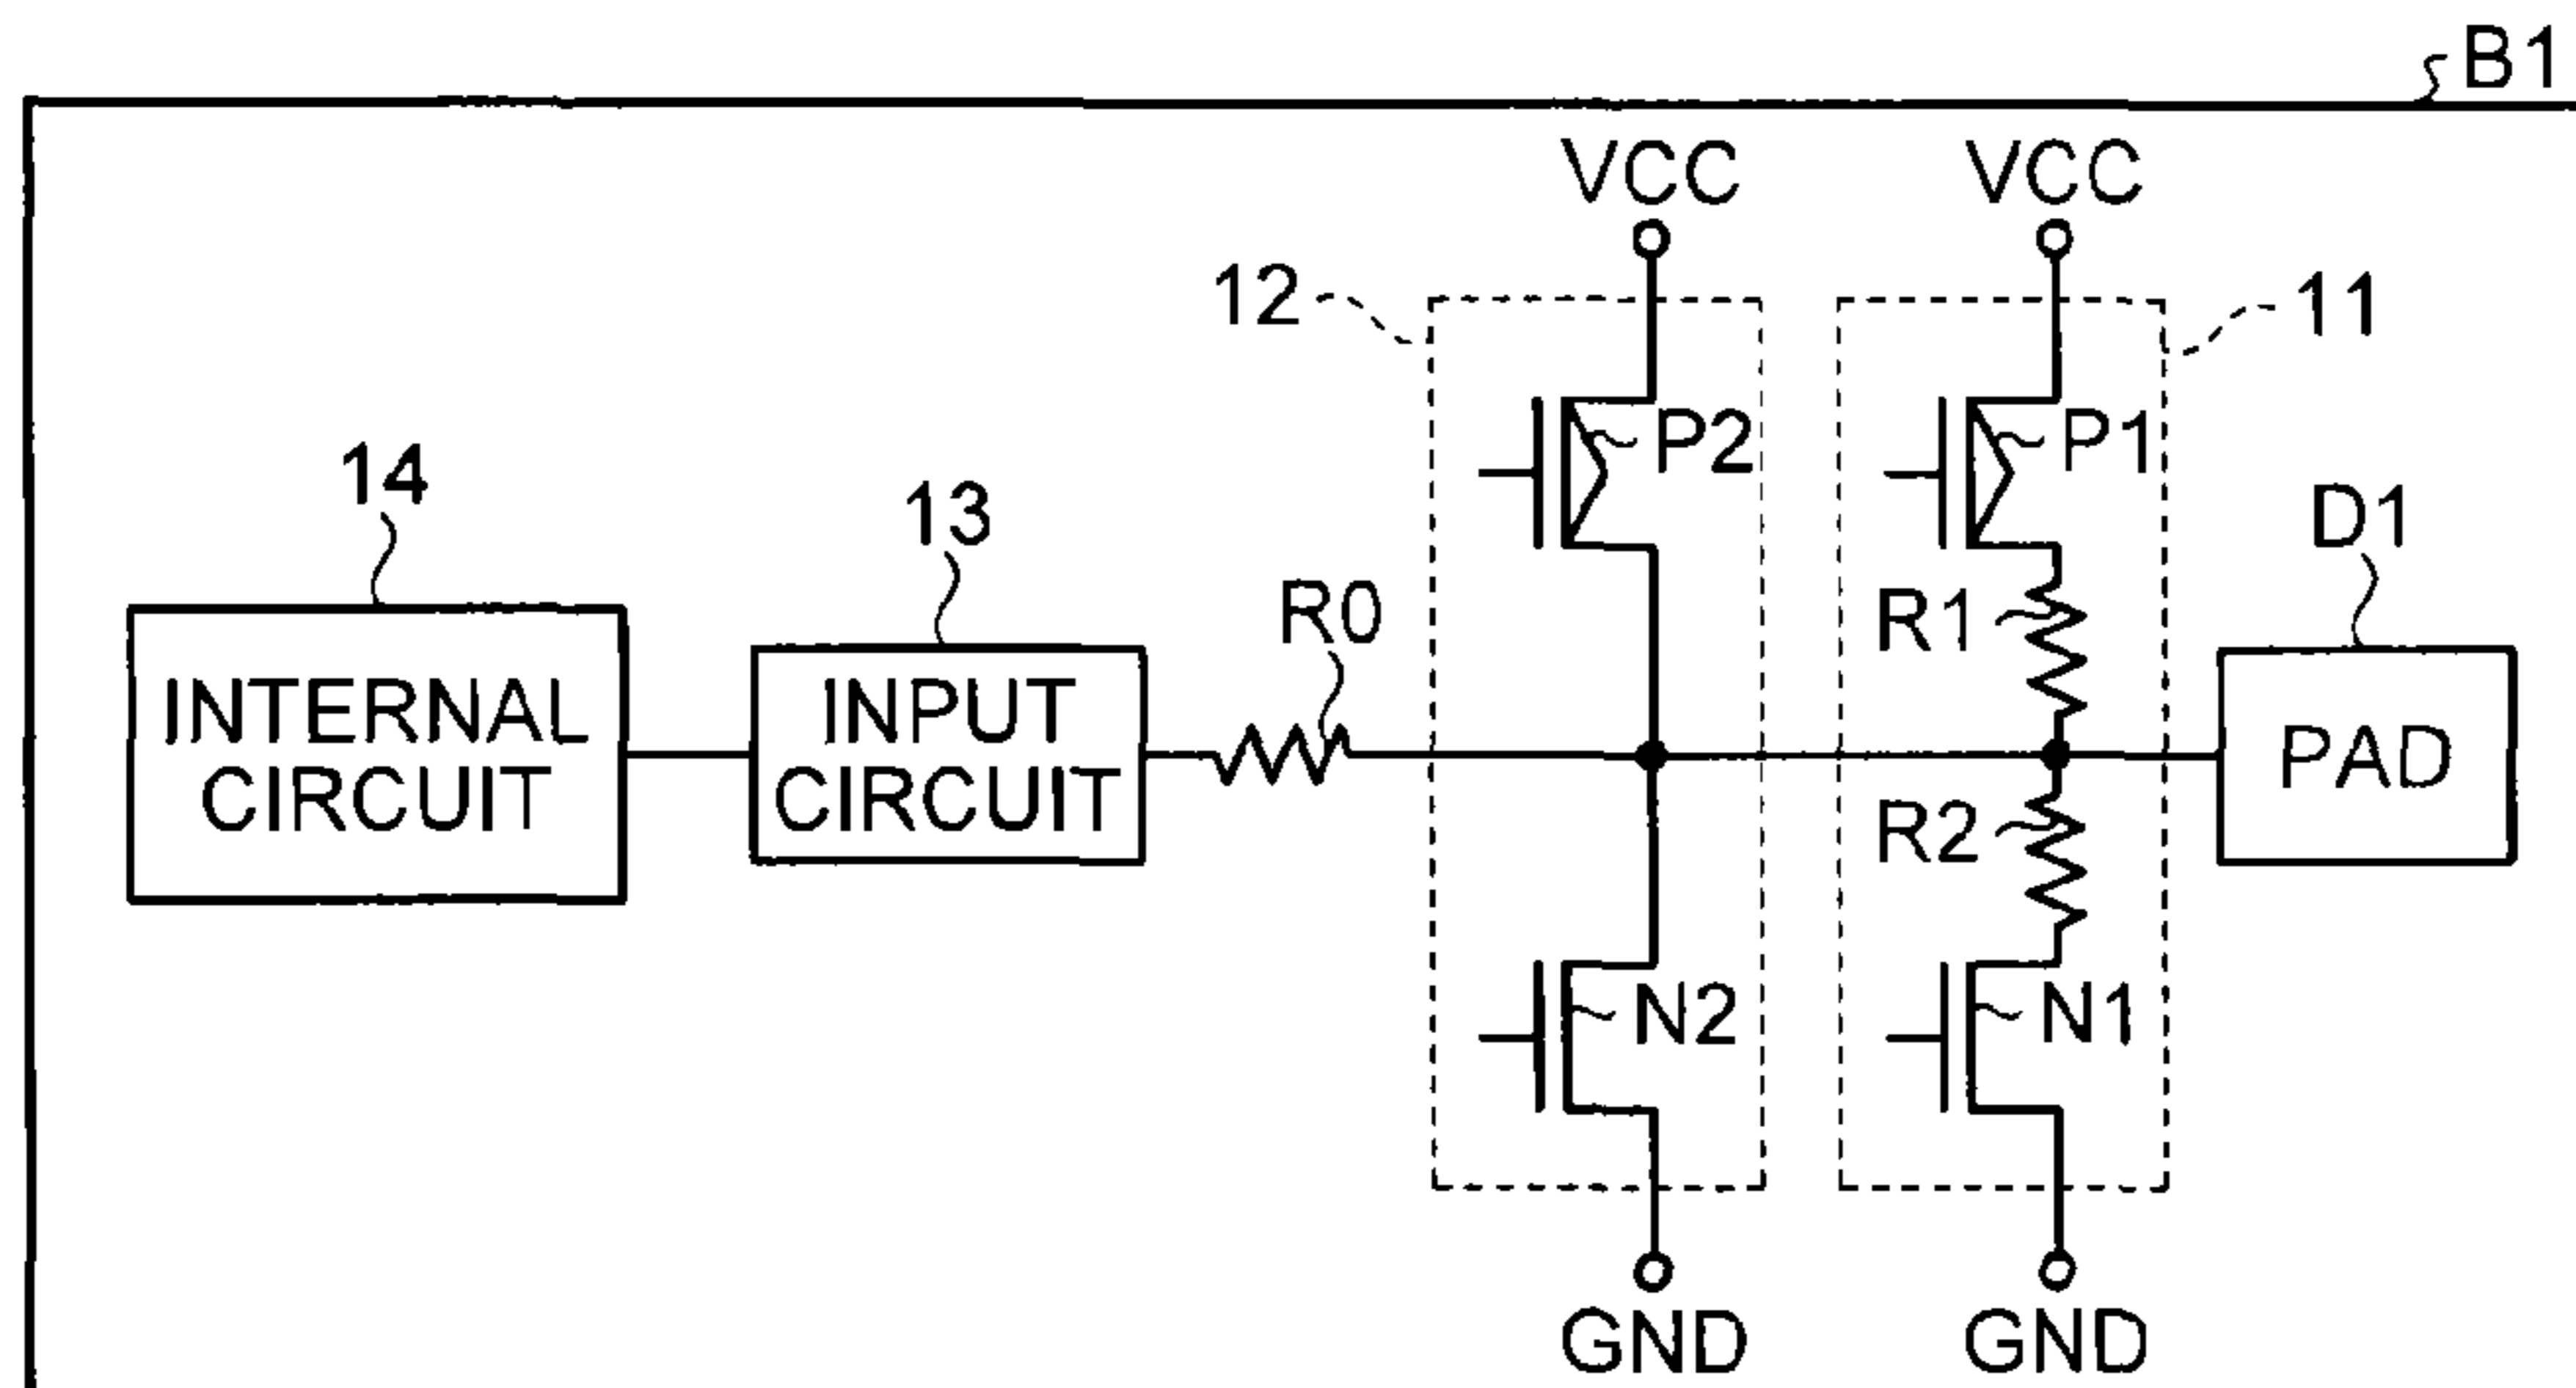 B1
VCC
VCC
12
11
P2
P1
14
13
D1
R0
R1
INTERNAL
CIRCUIT
INPUT
CIRCUIT
PAD
R2
N2
N1
GND
GND